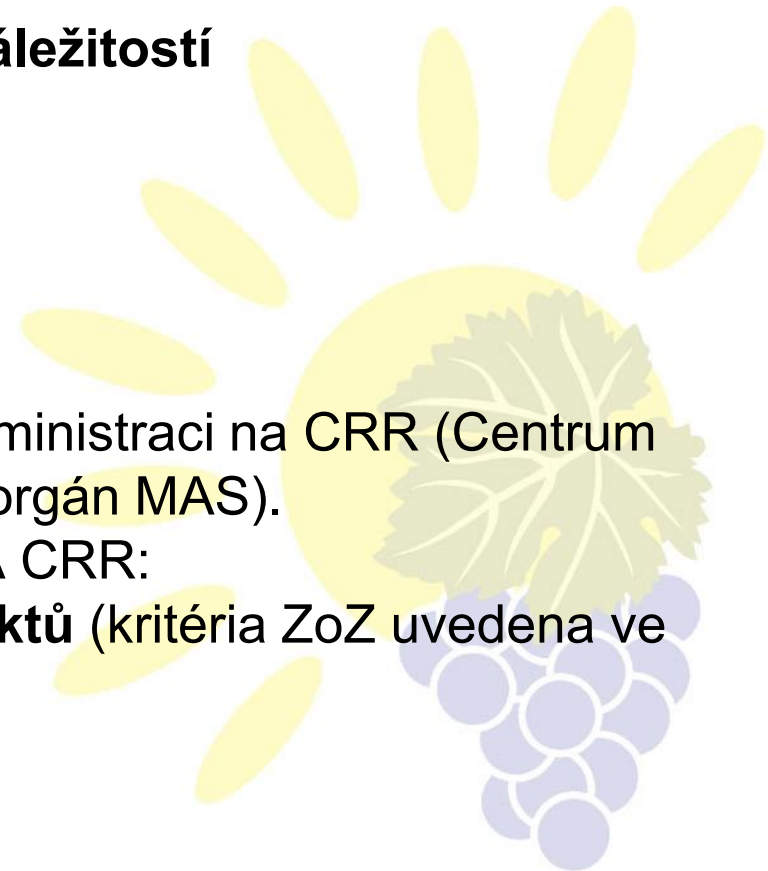 áležitostí
ministraci na CRR (Centrum
orgán MAS).
CRR:
ktů (kritéria ZoZ uvedena ve